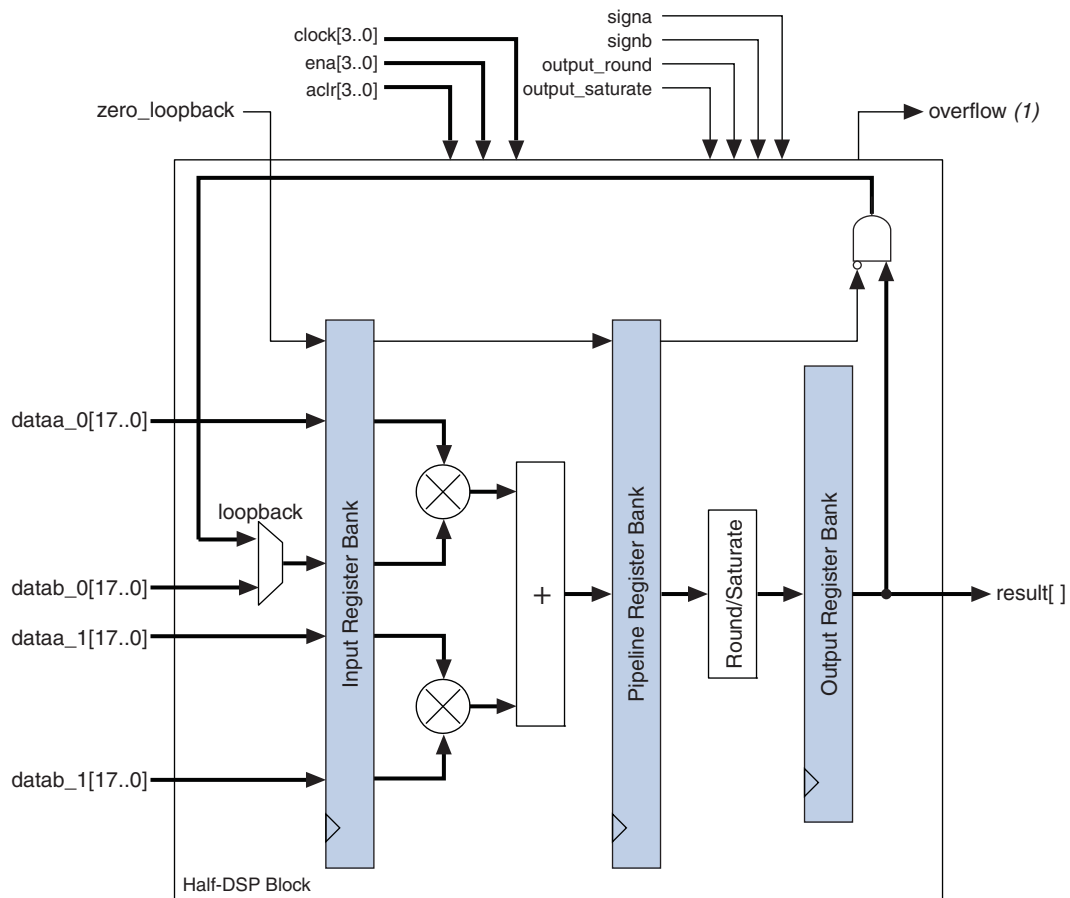 signa
clock[3..0]
signb
ena[3..0]
output_round
aclr[3..0]
output_saturate
zero_loopback
overflow (1)
dataa_0[17..0]
loopback
datab_0[17..0]
dataa_1[17..0]
datab_1[17..0]
Input Register Bank
+
Pipeline Register Bank
Round/Saturate
Output Register Bank
result[ ]
Half-DSP Block